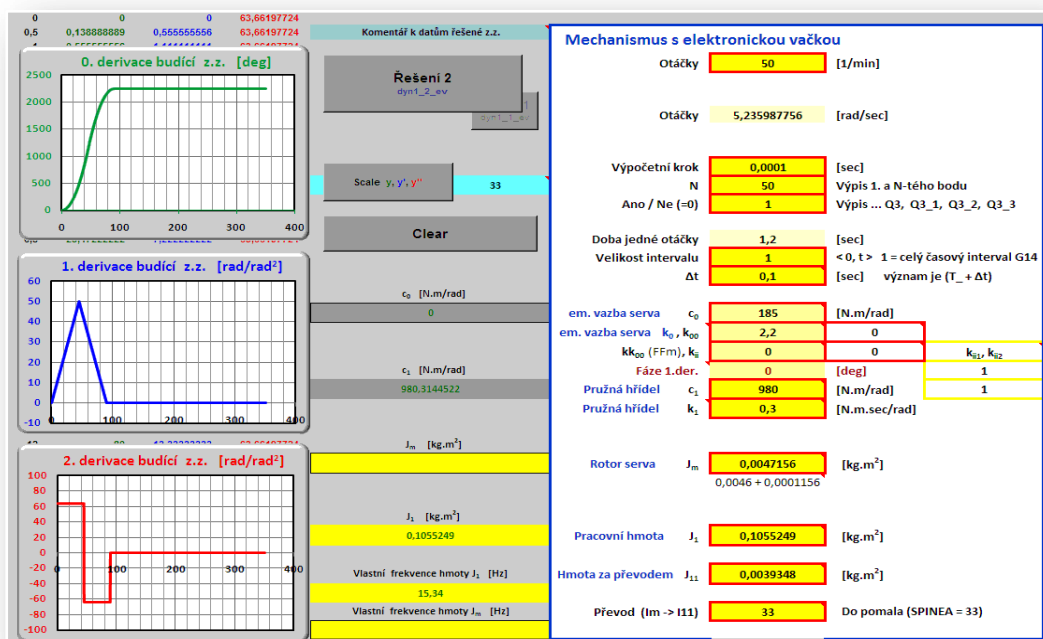 0 0 0 63,66197724
0,5 0,138888889 0,555555556 63,66197724
0. derivace budící z.z. [deg]
2500
2000
1500
1000
500
0
0 100 200 300 400
1. derivace budící z.z. [rad/rad²]
60
50
40
30
20
10
0
-10
0 100 200 300 400
2. derivace budící z.z. [rad/rad²]
100
80
60
40
20
0
-20
-40
-60
-80
-100
0 100 200 300 400
Komentář k datům řešené z.z.
Řešení 2
dyn1_2_ev
dyn1_1_ev
Scale y, y', y'' 33
Clear
c₀ [N.m/rad]
0
c₁ [N.m/rad]
980,3144522
Jₘ [kg.m²]
J₁ [kg.m²]
0,1055249
Vlastní frekvence hmoty J₁ [Hz]
15,34
Vlastní frekvence hmoty Jₘ [Hz]
Mechanismus s elektronickou vačkou
Otáčky 50 [1/min]
Otáčky 5,235987756 [rad/sec]
Výpočetní krok 0,0001 [sec]
N 50 Výpis 1. a N-tého bodu
Ano / Ne (=0) 1 Výpis ... Q3, Q3_1, Q3_2, Q3_3
Doba jedné otáčky 1,2 [sec]
Velikost intervalu 1 < 0, t > 1 = celý časový interval G14
Δt 0,1 [sec] význam je (T_ + Δt)
em. vazba serva c₀ 185 [N.m/rad]
em. vazba serva k₀ , k₀₀ 2,2 0
kk₀₀ (FFm), kᵢᵢ 0 0 kᵢᵢ₁, kᵢᵢ₂
Fáze 1.der. 0 [deg] 1
Pružná hřídel c₁ 980 [N.m/rad] 1
Pružná hřídel k₁ 0,3 [N.m.sec/rad]
Rotor serva Jₘ 0,0047156 [kg.m²]
0,0046 + 0,0001156
Pracovní hmota J₁ 0,1055249 [kg.m²]
Hmota za převodem J₁₁ 0,0039348 [kg.m²]
Převod (Im -> I11) 33 Do pomala (SPINEA = 33)